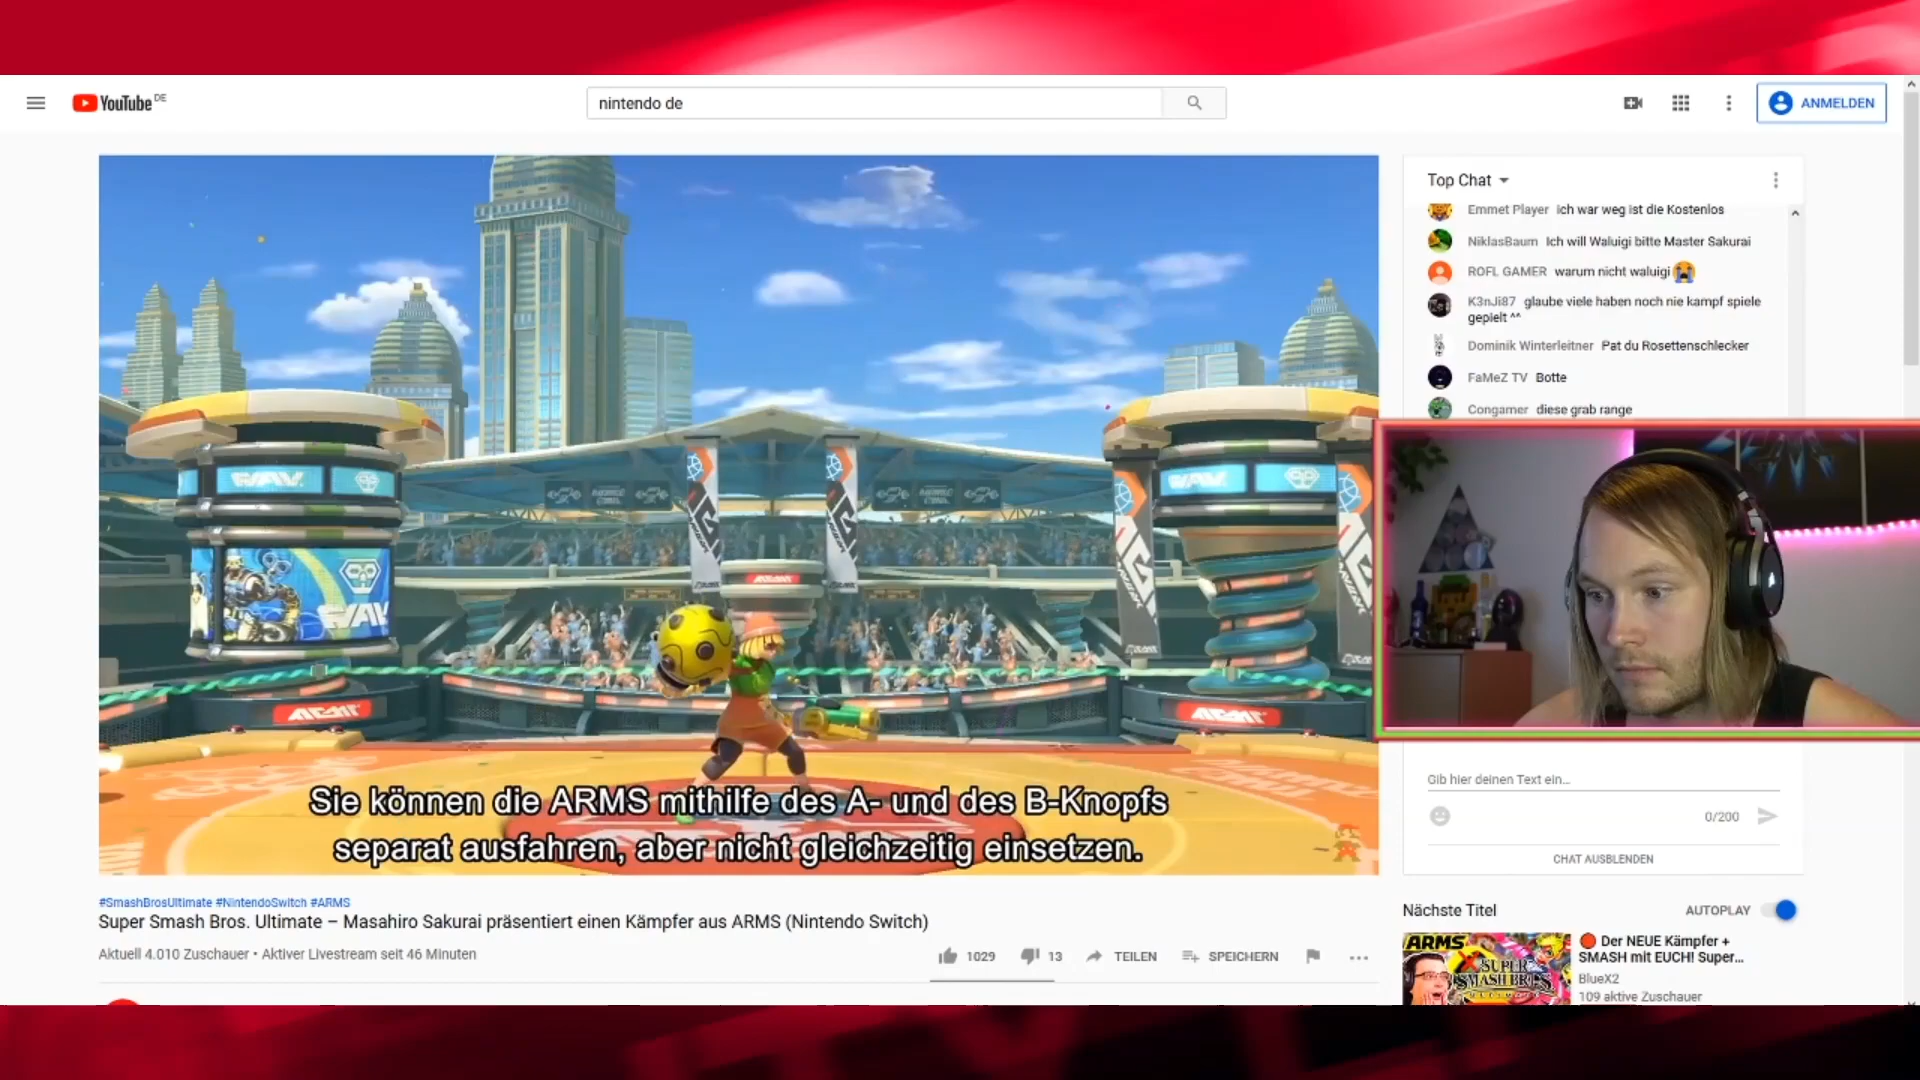 YouTube DE
nintendo de
ANMELDEN
Top Chat
Emmet Player ich war weg ist die Kostenlos
NiklasBaum Ich will Waluigi bitte Master Sakurai
ROFL GAMER warum nicht waluigi
K3nJi87 glaube viele haben noch nie kampf spiele
gepielt ^^
Dominik Winterleitner Pat du Rosettenschlecker
FaMeZ TV Botte
Congamer diese grab range
Sie können die ARMS mithilfe des A- und des B-Knopfs
separat ausfahren, aber nicht gleichzeitig einsetzen.
Gib hier deinen Text ein...
0/200
CHAT AUSBLENDEN
#SmashBrosUltimate #NintendoSwitch #ARMS
Super Smash Bros. Ultimate – Masahiro Sakurai präsentiert einen Kämpfer aus ARMS (Nintendo Switch)
Aktuell 4.010 Zuschauer • Aktiver Livestream seit 46 Minuten
1029
13
TEILEN
SPEICHERN
Nächste Titel
AUTOPLAY
ARMS
SUPER
SMASH BROS.
Der NEUE Kämpfer +
SMASH mit EUCH! Super...
BlueX2
109 aktive Zuschauer